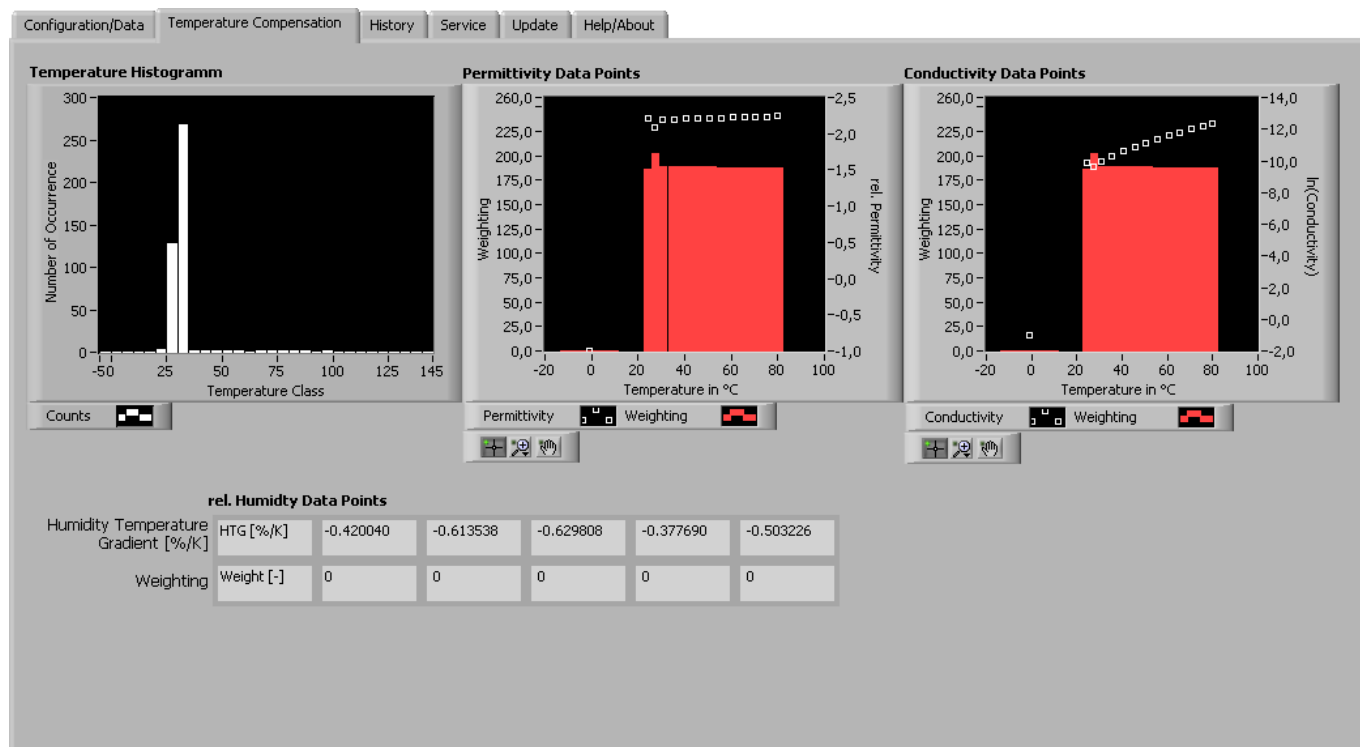 Configuration/Data Temperature Compensation History Service Update Help/About
Temperature Histogramm
300
250
200
150
100
50
0
Number of Occurrence
-50 25 50 75 100 125 145
Temperature Class
Counts
Permittivity Data Points
260,0
225,0
200,0
175,0
150,0
125,0
100,0
75,0
50,0
25,0
0,0
Weighting
-2,5
-2,0
-1,5
-1,0
-0,5
-0,0
--0,5
--1,0
rel. Permittivity
-20 0 20 40 60 80 100
Temperature in °C
Permittivity Weighting
Conductivity Data Points
260,0
225,0
200,0
175,0
150,0
125,0
100,0
75,0
50,0
25,0
0,0
Weighting
-14,0
-12,0
-10,0
-8,0
-6,0
-4,0
-2,0
-0,0
--2,0
ln(Conductivity)
-20 0 20 40 60 80 100
Temperature in °C
Conductivity Weighting
rel. Humidty Data Points
Humidity Temperature
Gradient [%/K]
HTG [%/K] -0.420040 -0.613538 -0.629808 -0.377690 -0.503226
Weighting Weight [-] 0 0 0 0 0